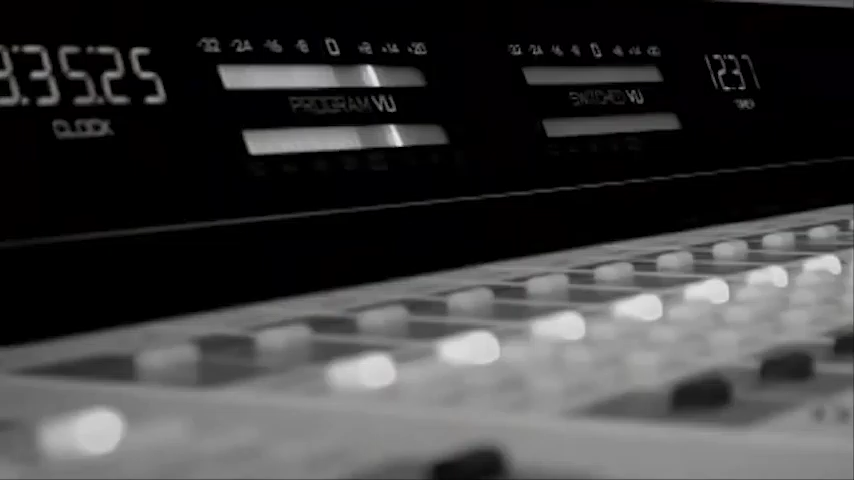 3:35:25
CLOCK
-32 -24 -16 -8 0 +8 +14 +20
PROGRAM VU
-32 -24 -16 -8 0 +8 +14 +20
SWITCHED VU
12:37
TIMER